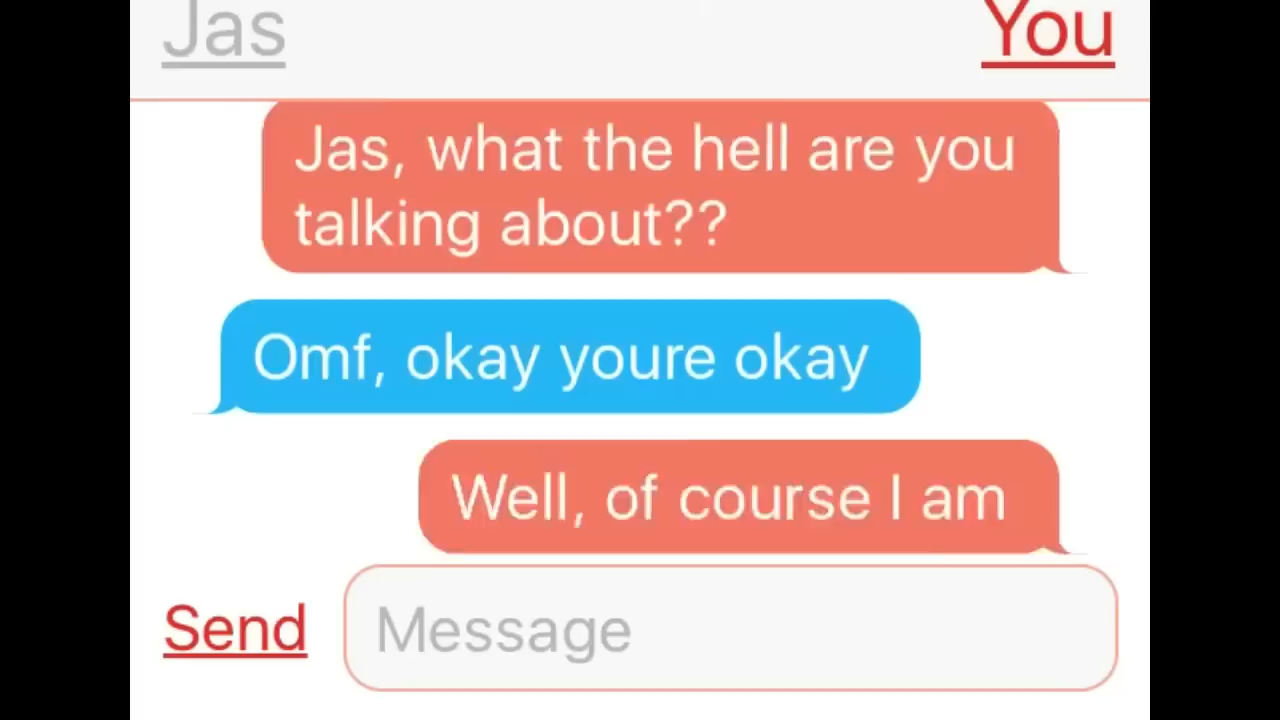 Jas
You
Jas, what the hell are you
talking about??
Omf, okay youre okay
Well, of course I am
Send
Message